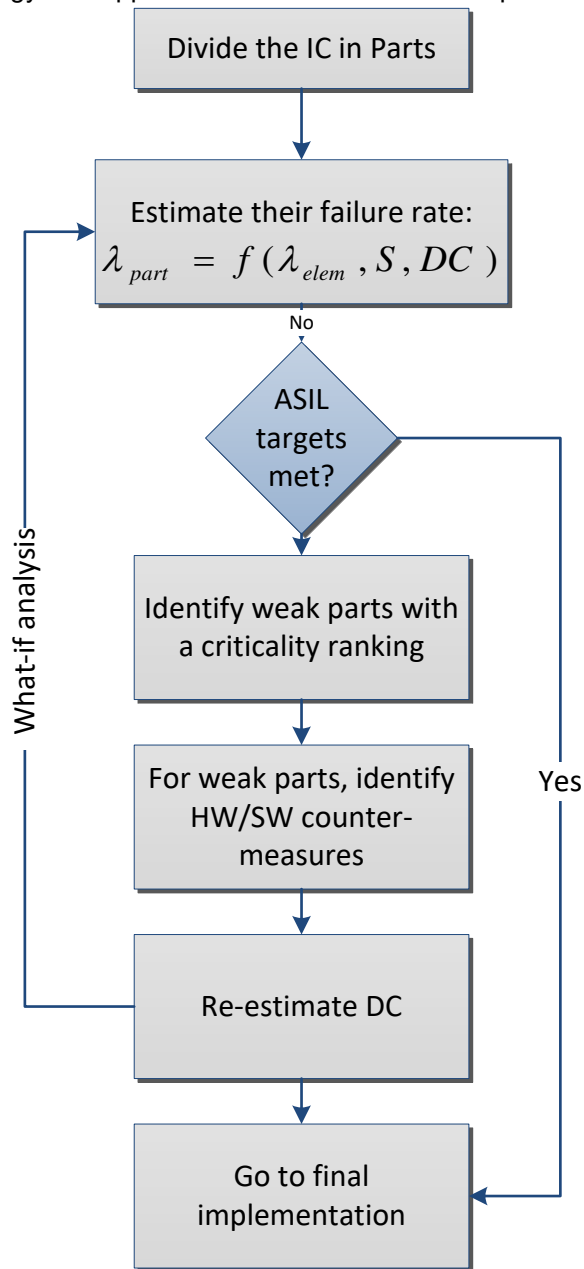 Divide the IC in Parts
Estimate their failure rate:
λ part = f ( λ elem , S , DC )
No
ASIL
targets
met?
What-if analysis
Identify weak parts with
a criticality ranking
For weak parts, identify
HW/SW counter-
measures
Yes
Re-estimate DC
Go to final
implementation